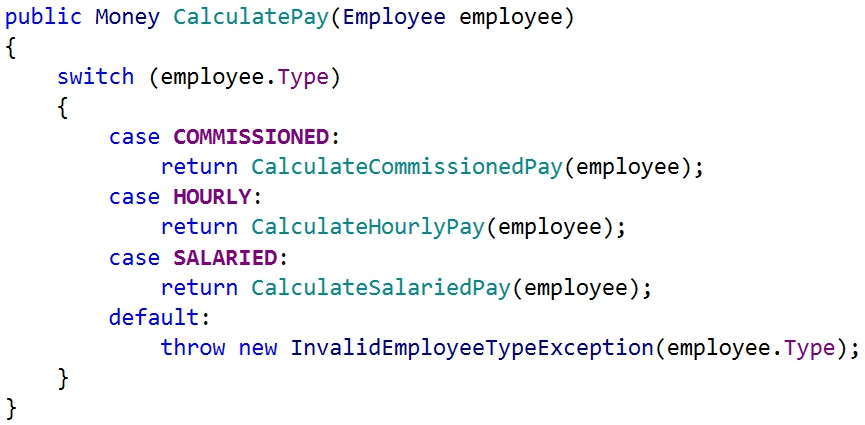 public Money CalculatePay(Employee employee)
{
    switch (employee.Type)
    {
        case COMMISSIONED:
            return CalculateCommissionedPay(employee);
        case HOURLY:
            return CalculateHourlyPay(employee);
        case SALARIED:
            return CalculateSalariedPay(employee);
        default:
            throw new InvalidEmployeeTypeException(employee.Type);
    }
}